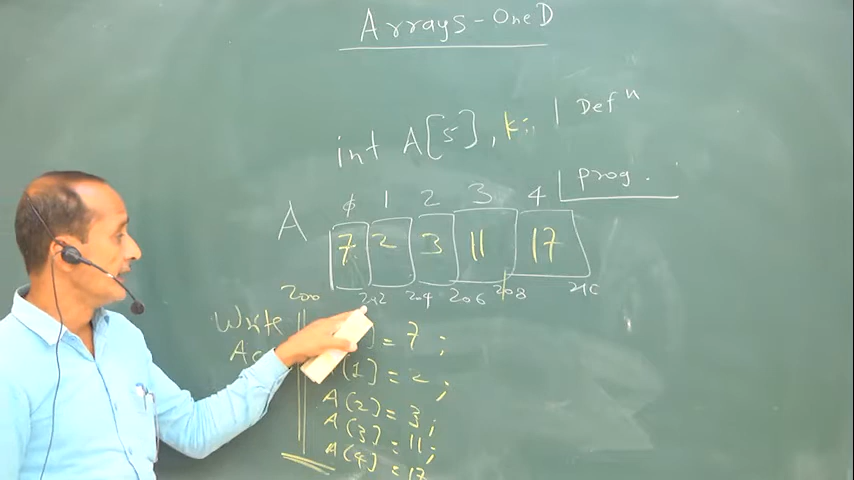 Arrays - One D
int A[5], k; | Defⁿ
Prog.
ϕ 1 2 3 4
A 7 2 3 11 17
200 202 204 206 208 210
Write
= 7 ;
(1) = 2 ;
A(2) = 3 ;
A(3) = 11 ;
A(4) = 17